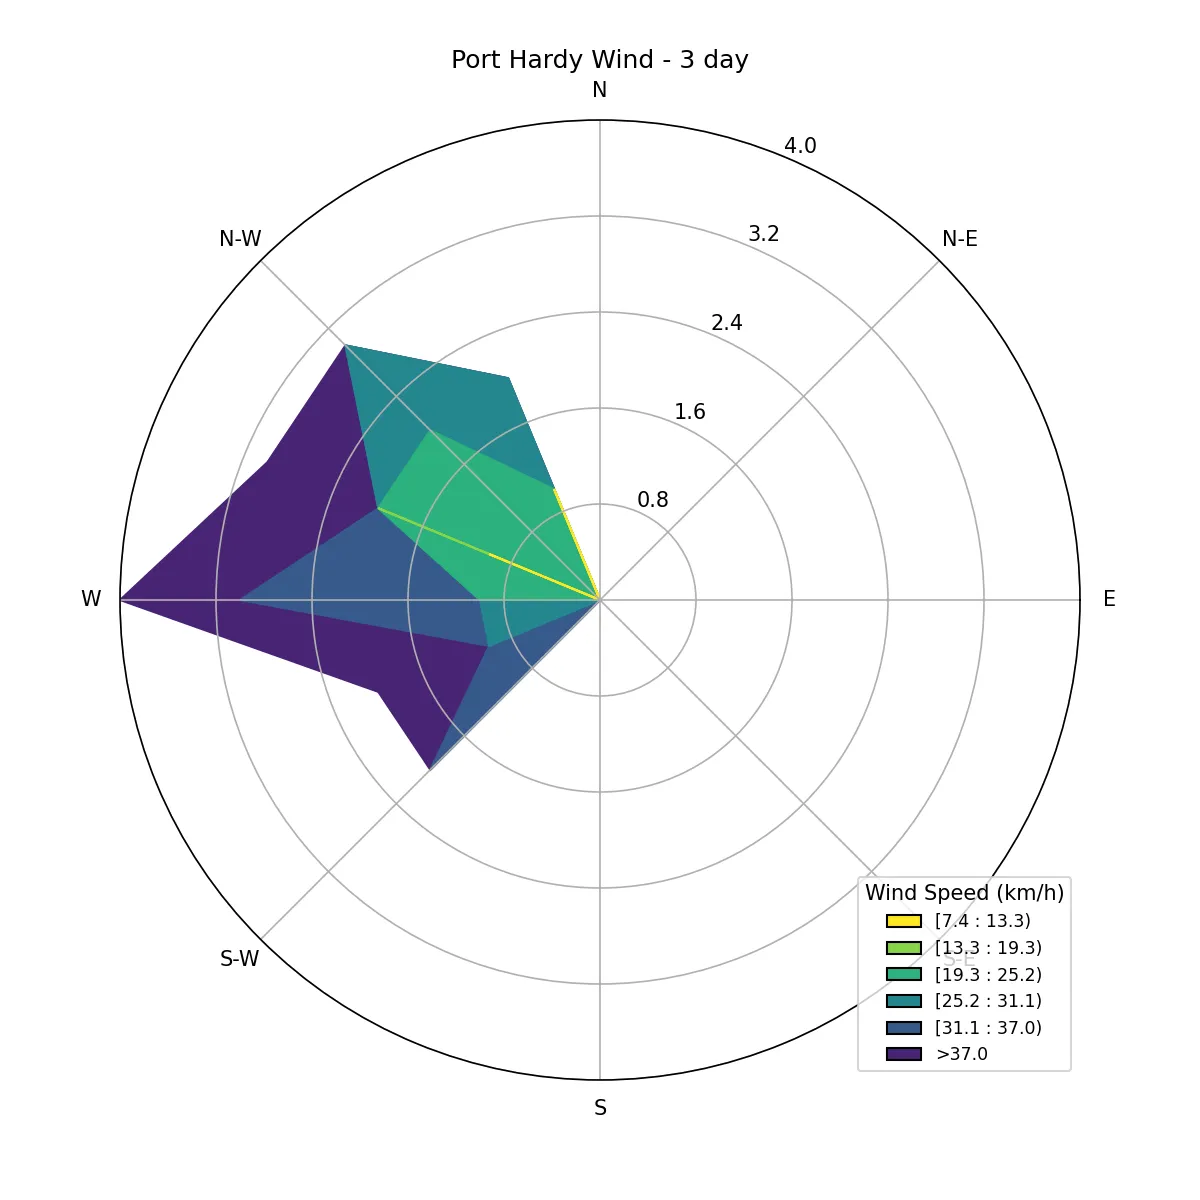 Port Hardy Wind - 3 day
N
4.0
N-W
N-E
3.2
2.4
1.6
0.8
W
E
S-W
S-E
S
Wind Speed (km/h)
[7.4 : 13.3)
[13.3 : 19.3)
[19.3 : 25.2)
[25.2 : 31.1)
[31.1 : 37.0)
>37.0